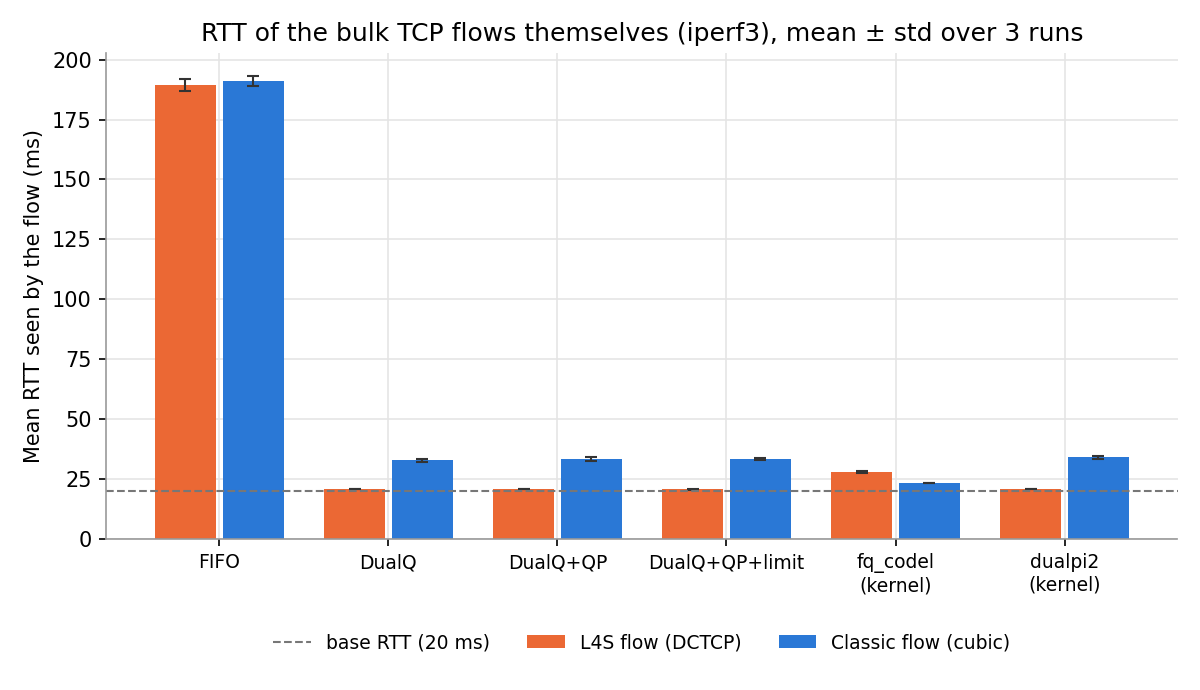 RTT of the bulk TCP flows themselves (iperf3), mean ± std over 3 runs
Mean RTT seen by the flow (ms)
200
175
150
125
100
75
50
25
0
FIFO
DualQ
DualQ+QP
DualQ+QP+limit
fq_codel
(kernel)
dualpi2
(kernel)
base RTT (20 ms)
L4S flow (DCTCP)
Classic flow (cubic)